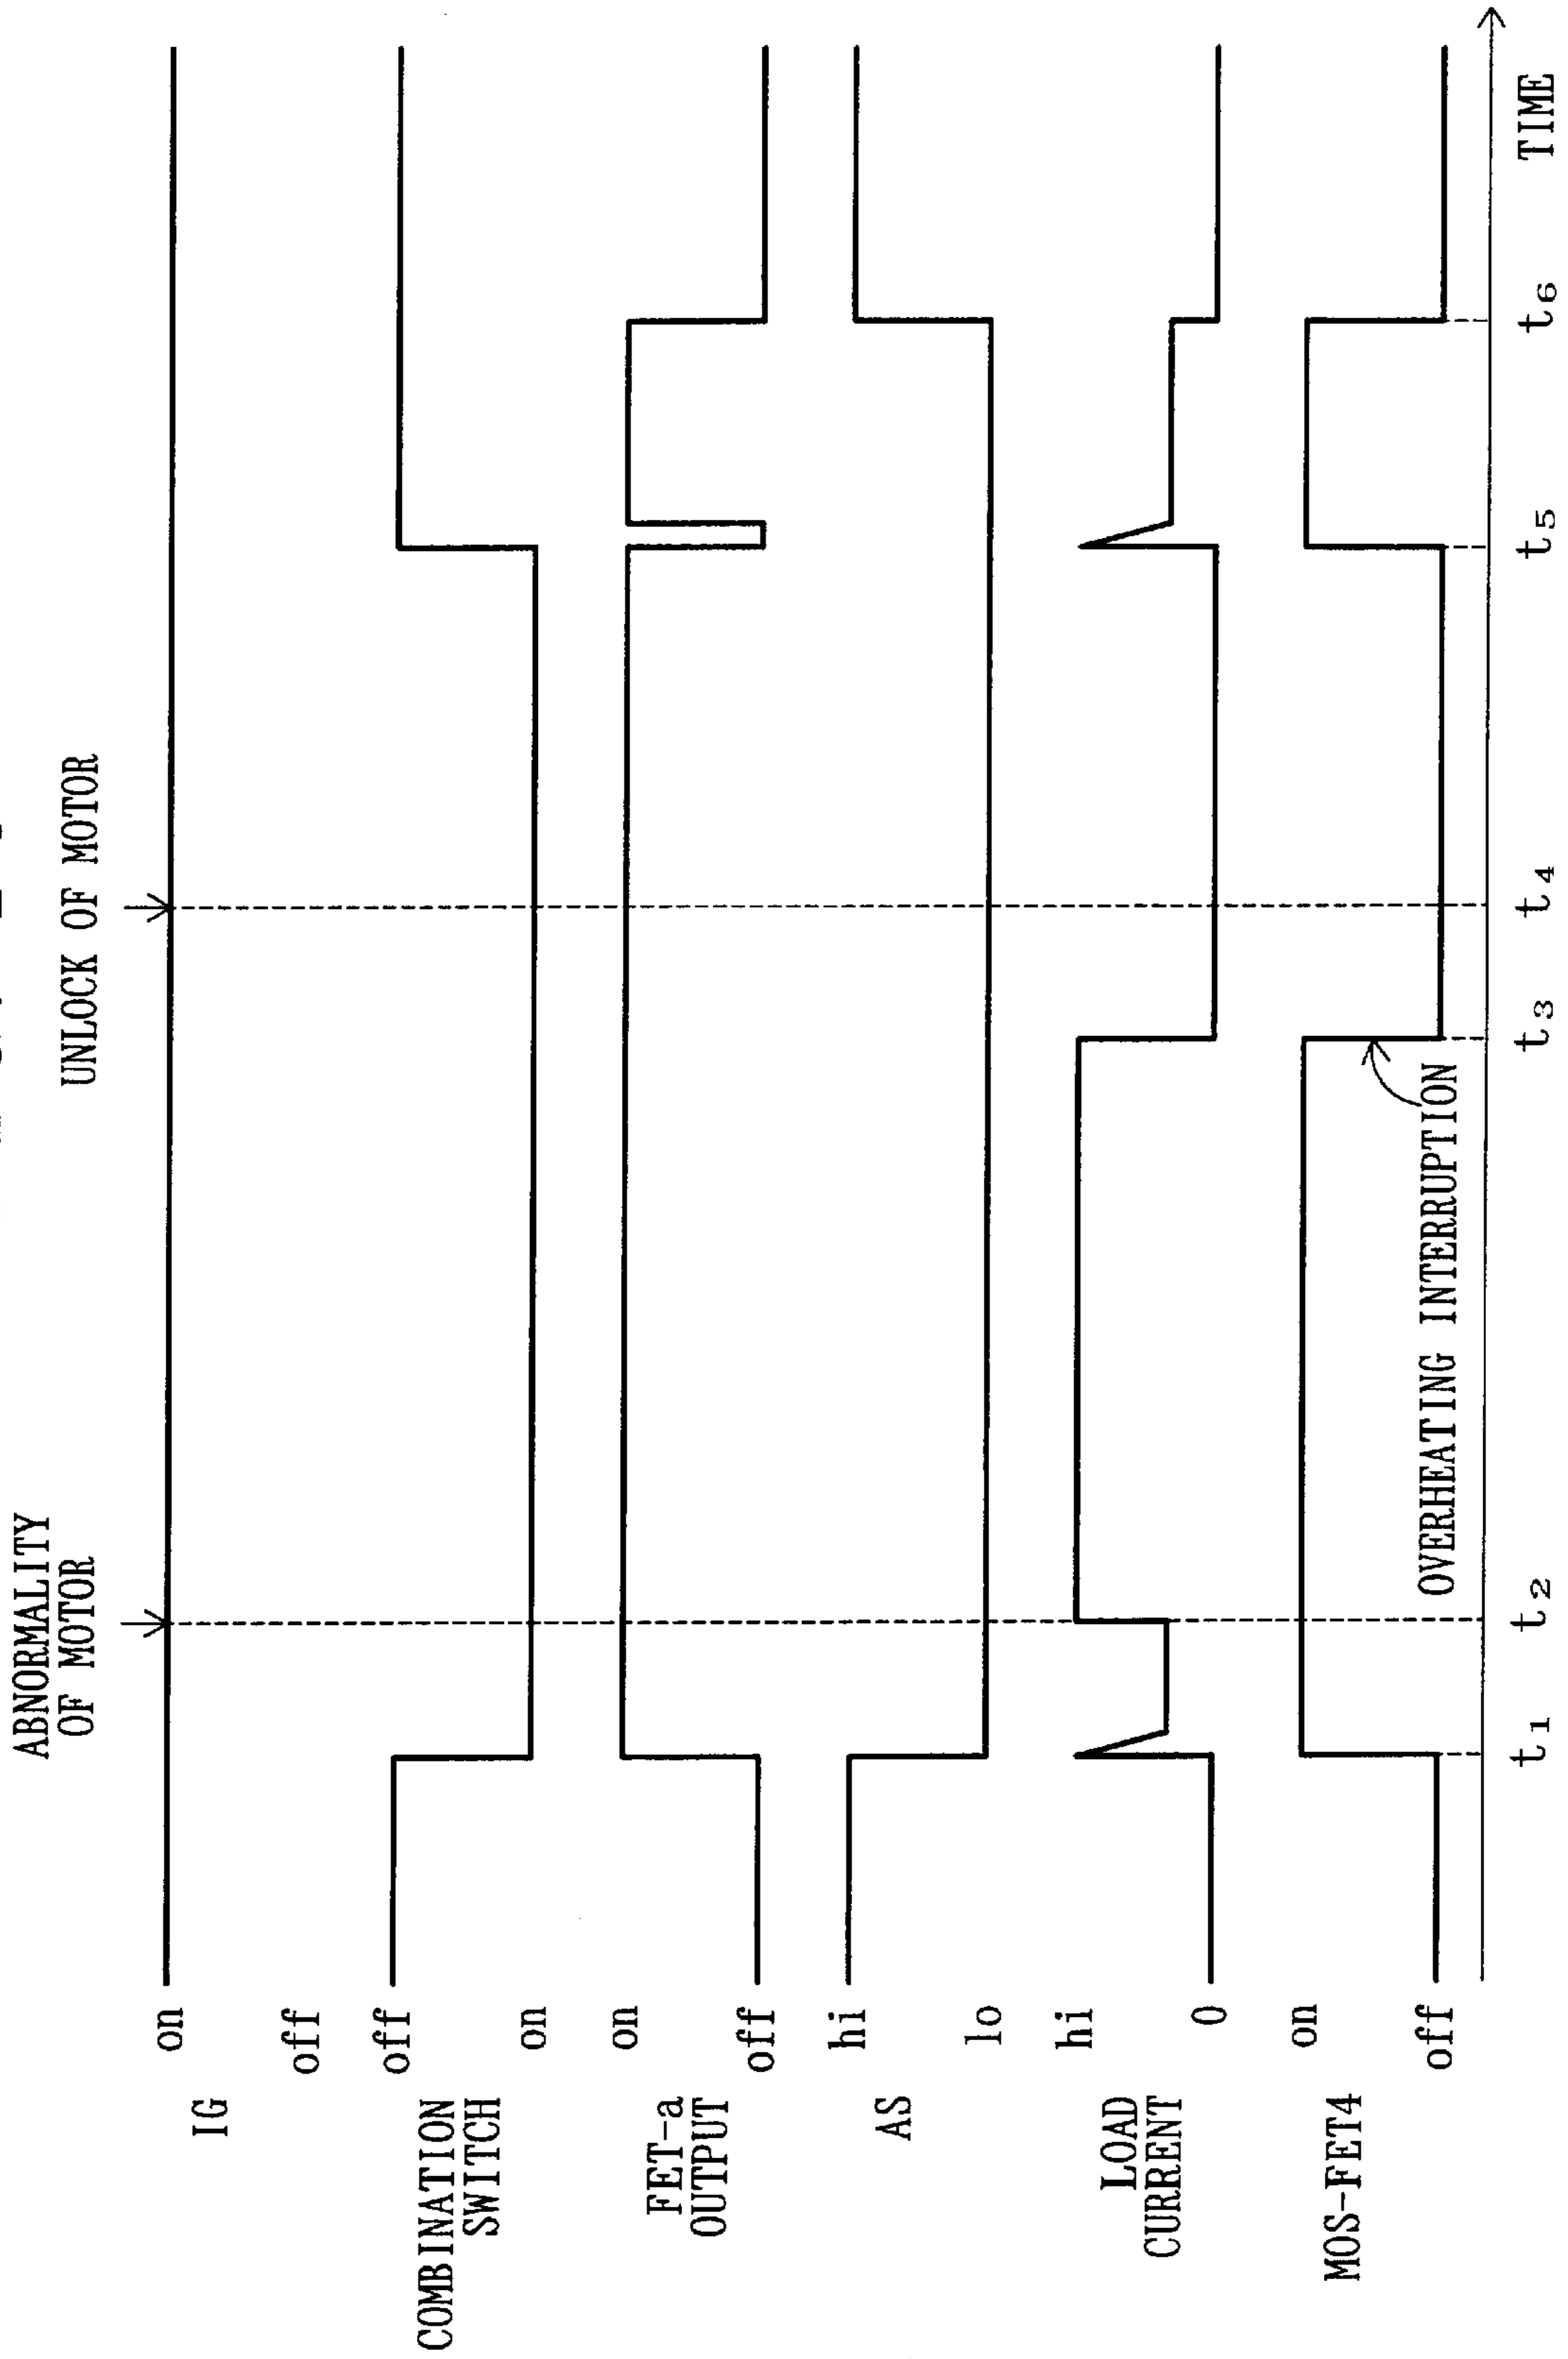 ABNORMALITY
OF MOTOR
UNLOCK OF MOTOR
IG
on
off
COMBINATION
SWITCH
off
on
FET-a
OUTPUT
on
off
AS
hi
lo
LOAD
CURRENT
hi
0
MOS-FET4
on
off
OVERHEATING INTERRUPTION
t1
t2
t3
t4
t5
t6
TIME